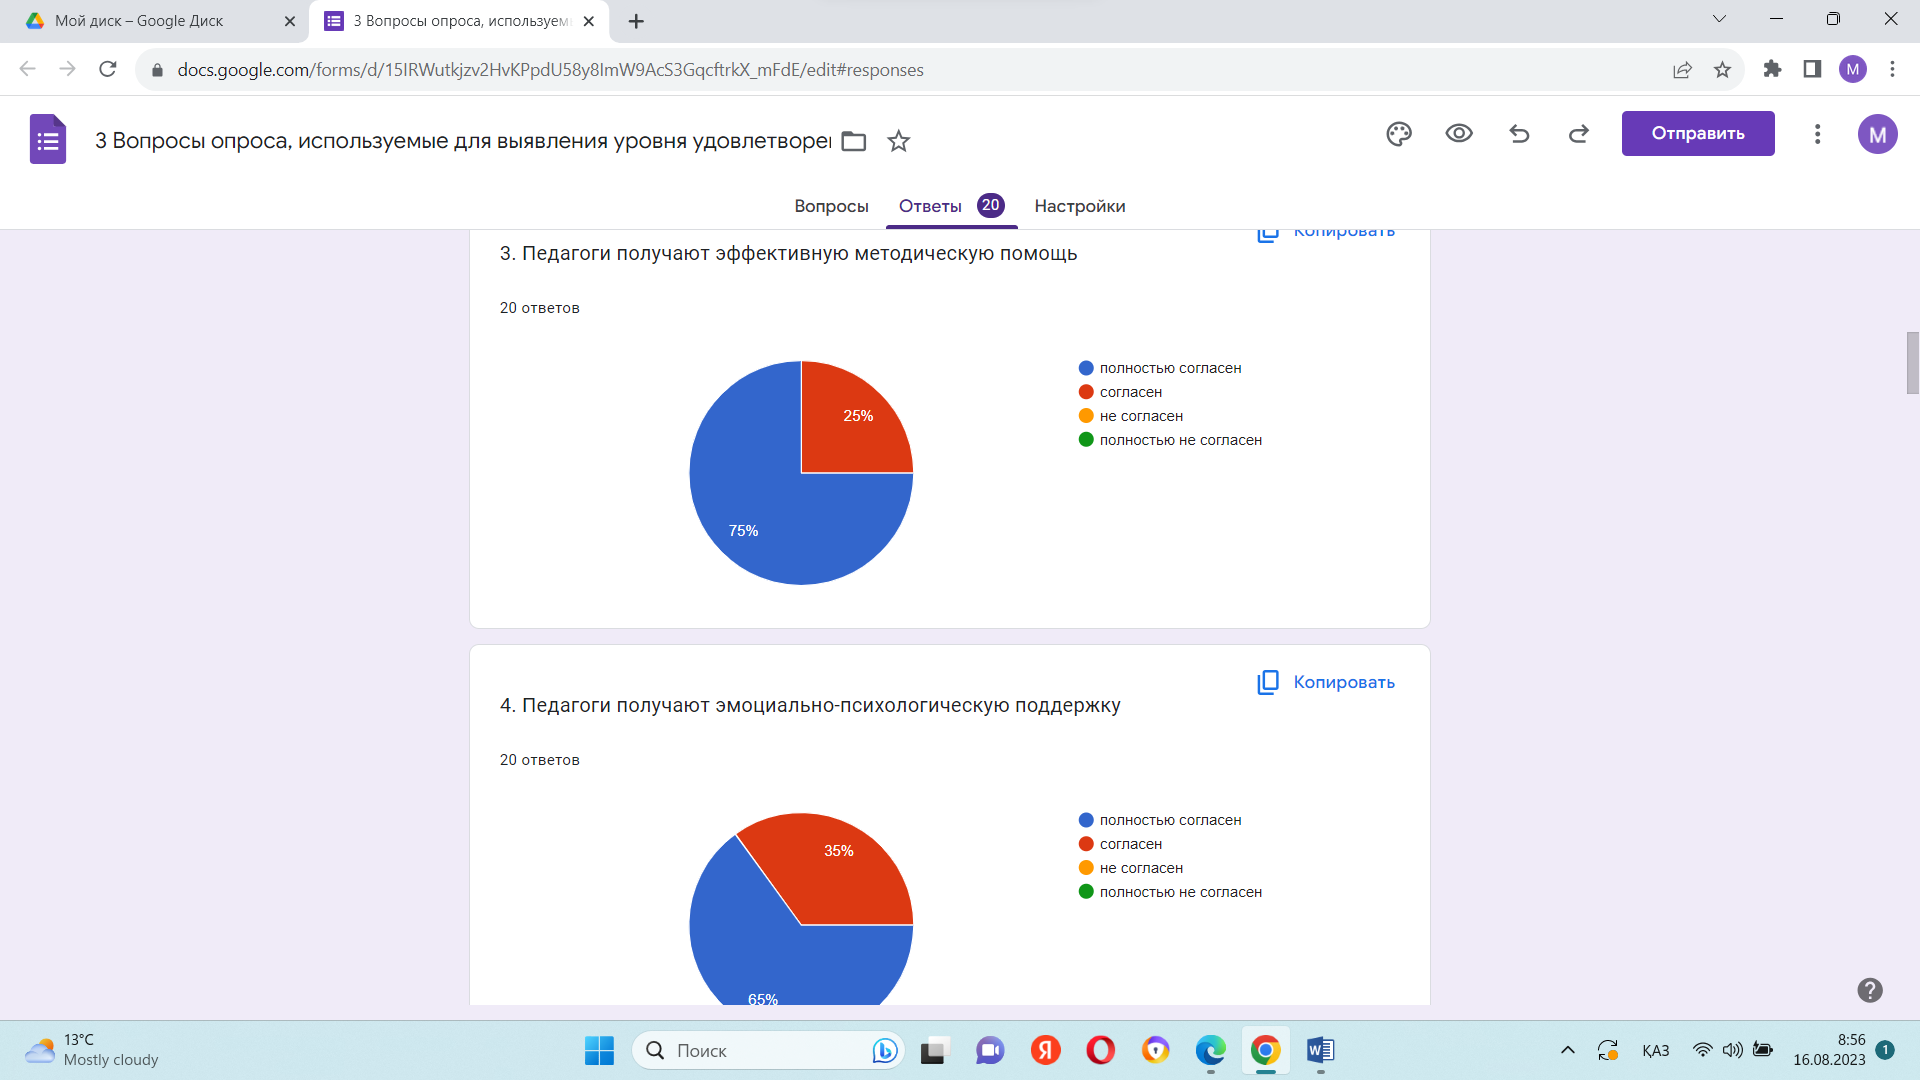 Мой диск – Google Диск
3 Вопросы опроса, используем
docs.google.com/forms/d/15IRWutkjzv2HvKPpdU58y8ImW9AcS3GqcftrkX_mFdE/edit#responses
M
3 Вопросы опроса, используемые для выявления уровня удовлетворен
Отправить
M
Вопросы
Ответы 20
Настройки
Копировать
3. Педагоги получают эффективную методическую помощь
20 ответов
25%
75%
полностью согласен
согласен
не согласен
полностью не согласен
Копировать
4. Педагоги получают эмоциально-психологическую поддержку
20 ответов
35%
65%
полностью согласен
согласен
не согласен
полностью не согласен
13°C
Mostly cloudy
Поиск
ҚАЗ
8:56
16.08.2023
1